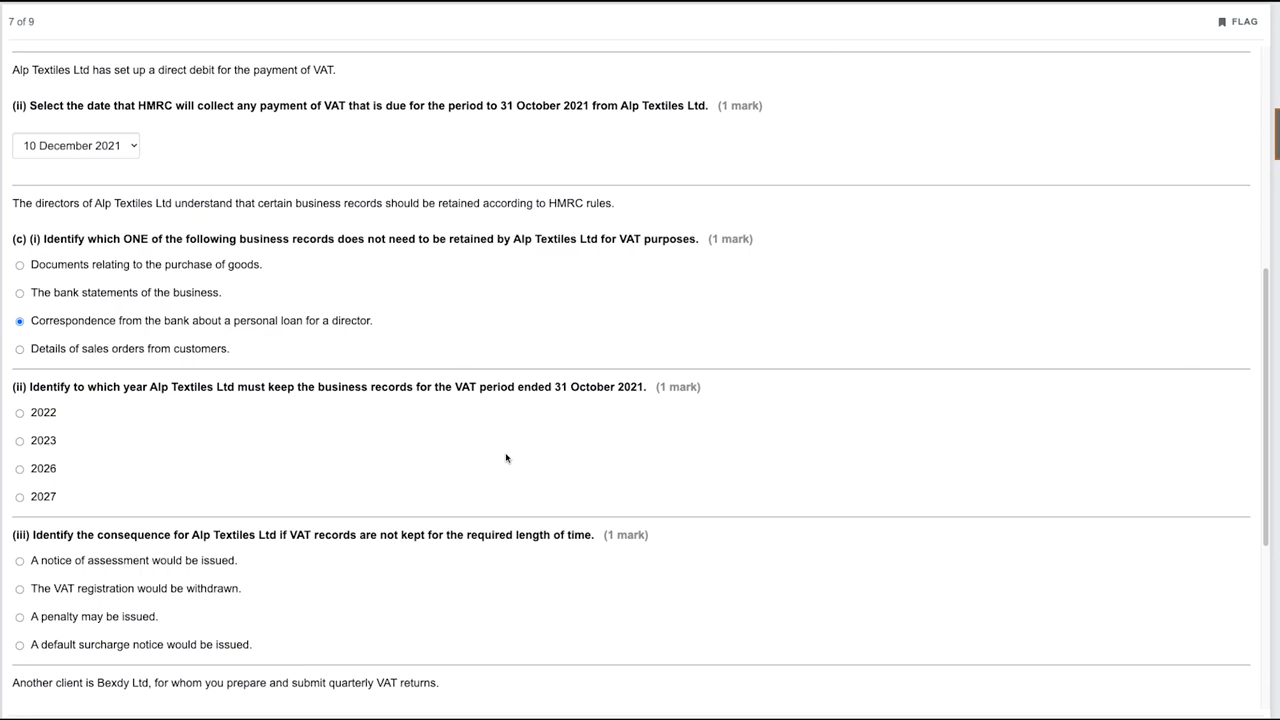 7 of 9
FLAG
Alp Textiles Ltd has set up a direct debit for the payment of VAT.
(ii) Select the date that HMRC will collect any payment of VAT that is due for the period to 31 October 2021 from Alp Textiles Ltd. (1 mark)
10 December 2021
The directors of Alp Textiles Ltd understand that certain business records should be retained according to HMRC rules.
(c) (i) Identify which ONE of the following business records does not need to be retained by Alp Textiles Ltd for VAT purposes. (1 mark)
Documents relating to the purchase of goods.
The bank statements of the business.
Correspondence from the bank about a personal loan for a director.
Details of sales orders from customers.
(ii) Identify to which year Alp Textiles Ltd must keep the business records for the VAT period ended 31 October 2021. (1 mark)
2022
2023
2026
2027
(iii) Identify the consequence for Alp Textiles Ltd if VAT records are not kept for the required length of time. (1 mark)
A notice of assessment would be issued.
The VAT registration would be withdrawn.
A penalty may be issued.
A default surcharge notice would be issued.
Another client is Bexdy Ltd, for whom you prepare and submit quarterly VAT returns.